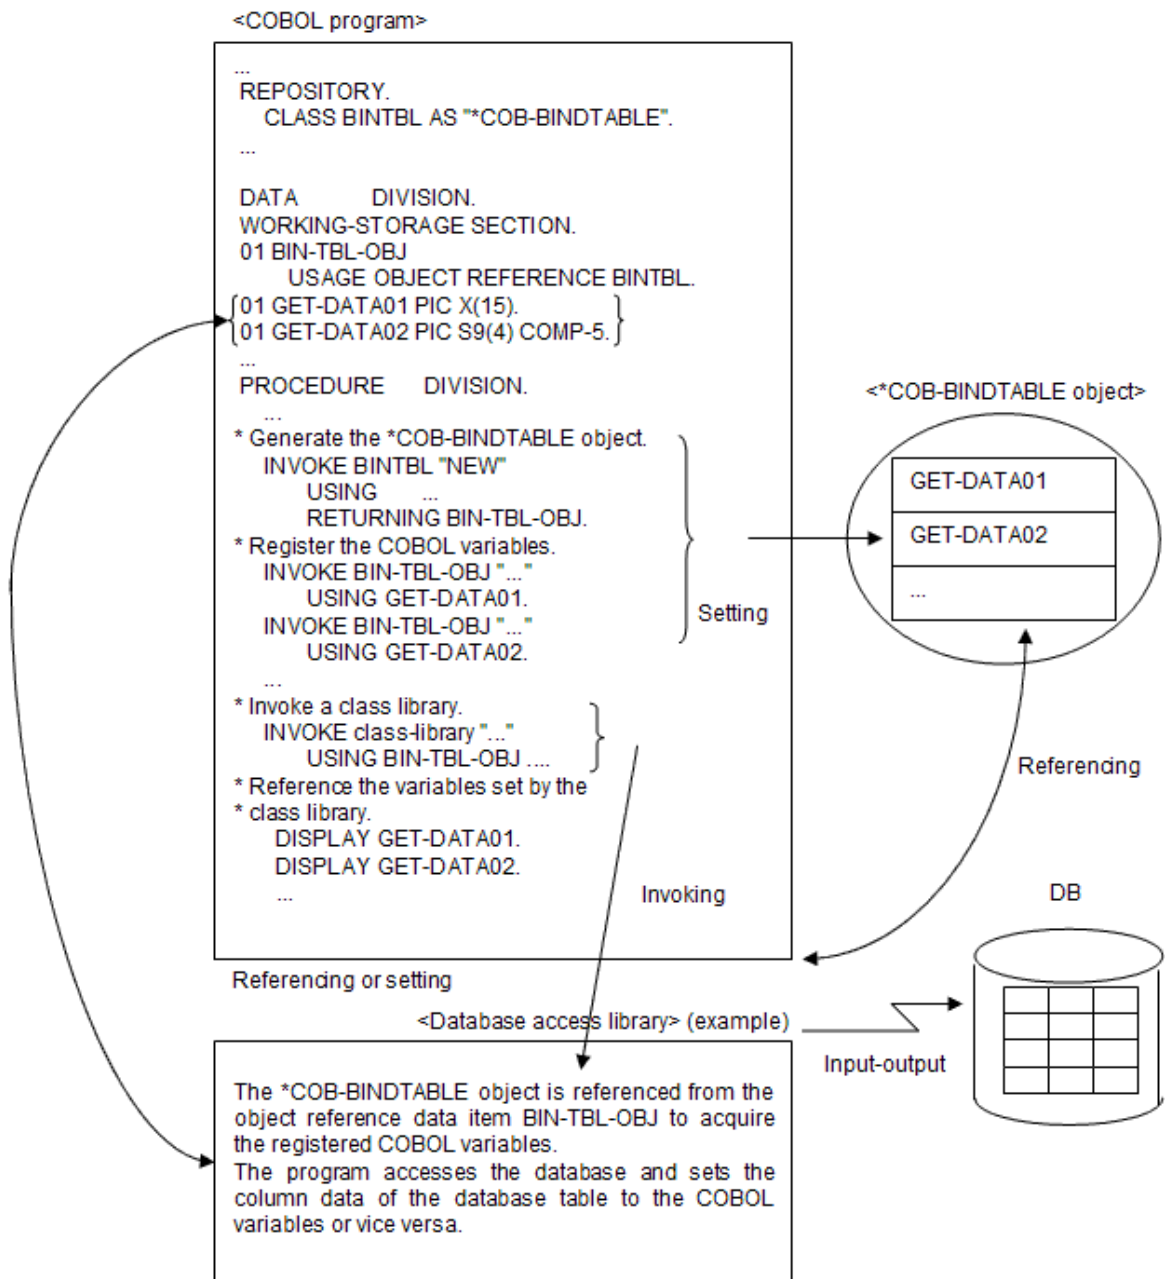 <COBOL program>
...
REPOSITORY.
CLASS BINTBL AS "*COB-BINDTABLE".
...
DATA DIVISION.
WORKING-STORAGE SECTION.
01 BIN-TBL-OBJ
USAGE OBJECT REFERENCE BINTBL.
01 GET-DATA01 PIC X(15).
01 GET-DATA02 PIC S9(4) COMP-5.
...
PROCEDURE DIVISION.
...
* Generate the *COB-BINDTABLE object.
INVOKE BINTBL "NEW"
USING ...
RETURNING BIN-TBL-OBJ.
* Register the COBOL variables.
INVOKE BIN-TBL-OBJ "..."
USING GET-DATA01.
INVOKE BIN-TBL-OBJ "..."
USING GET-DATA02.
...
* Invoke a class library.
INVOKE class-library "..."
USING BIN-TBL-OBJ ....
* Reference the variables set by the
* class library.
DISPLAY GET-DATA01.
DISPLAY GET-DATA02.
...
Setting
Invoking
<*COB-BINDTABLE object>
GET-DATA01
GET-DATA02
...
Referencing
DB
Referencing or setting
<Database access library> (example)
Input-output
The *COB-BINDTABLE object is referenced from the
object reference data item BIN-TBL-OBJ to acquire
the registered COBOL variables.
The program accesses the database and sets the
column data of the database table to the COBOL
variables or vice versa.